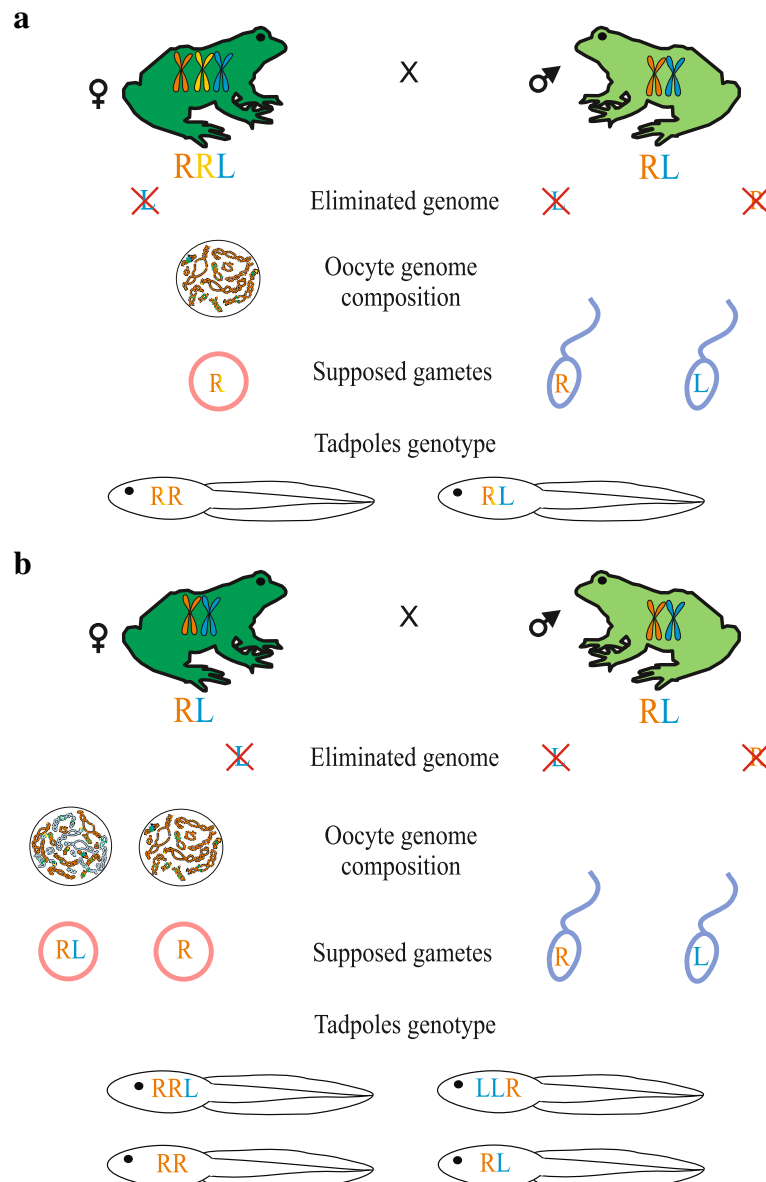 a
♀ X ♂
RRL RL
L Eliminated genome L R
Oocyte genome
composition
R Supposed gametes R L
Tadpoles genotype
RR RL
b
♀ X ♂
RL RL
L Eliminated genome L R
Oocyte genome
composition
RL R Supposed gametes R L
Tadpoles genotype
RRL LLR
RR RL